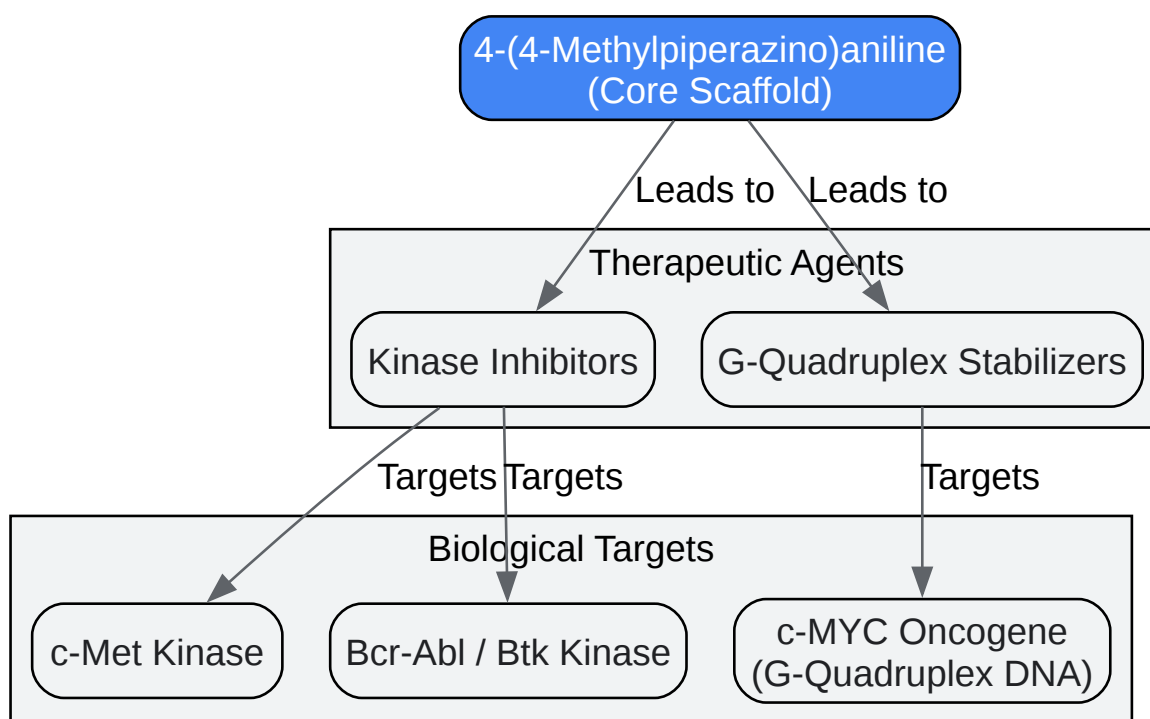 4-(4-Methylpiperazino)aniline
(Core Scaffold)
Leads to
Leads to
Therapeutic Agents
Kinase Inhibitors
G-Quadruplex Stabilizers
Targets
Targets
Targets
Biological Targets
c-Met Kinase
Bcr-Abl / Btk Kinase
c-MYC Oncogene
(G-Quadruplex DNA)